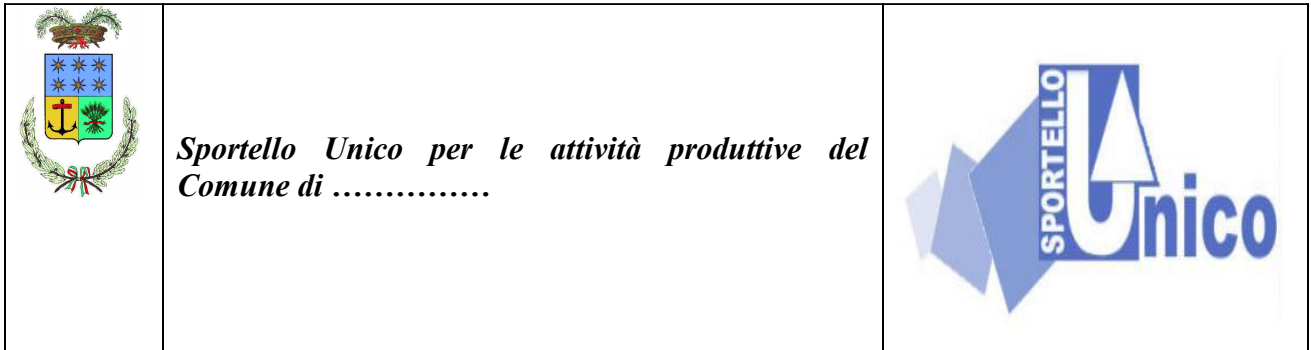 Sportello Unico per le attività produttive del
Comune di ……………
SPORTELLO
Unico